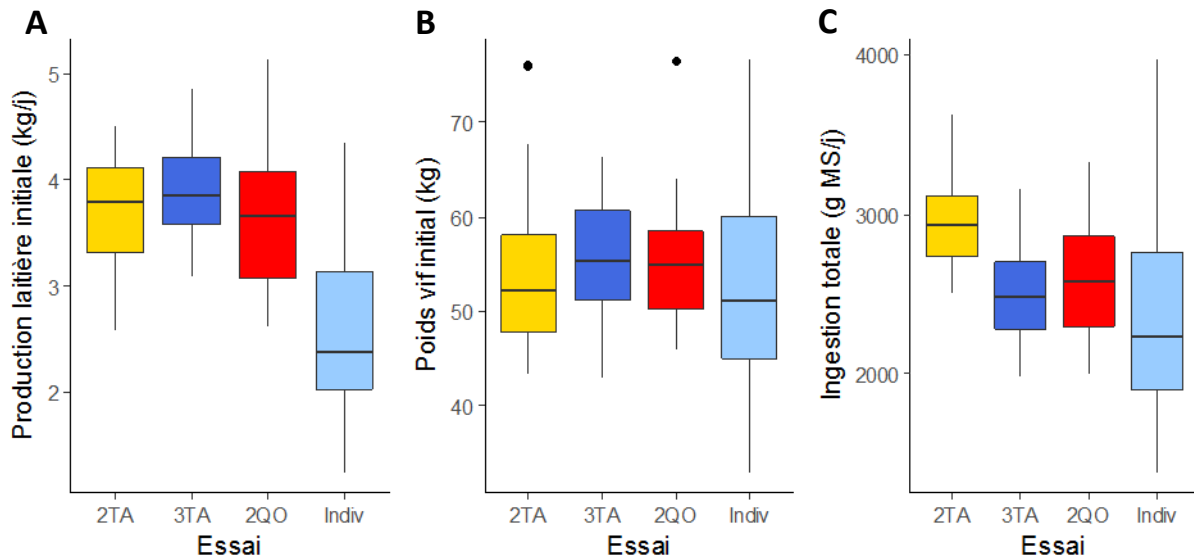 A
Production laitière initiale (kg/j)
5
4
3
2
2TA 3TA 2QO Indiv
Essai
B
Poids vif initial (kg)
70
60
50
40
2TA 3TA 2QO Indiv
Essai
C
Ingestion totale (g MS/j)
4000
3000
2000
2TA 3TA 2QO Indiv
Essai